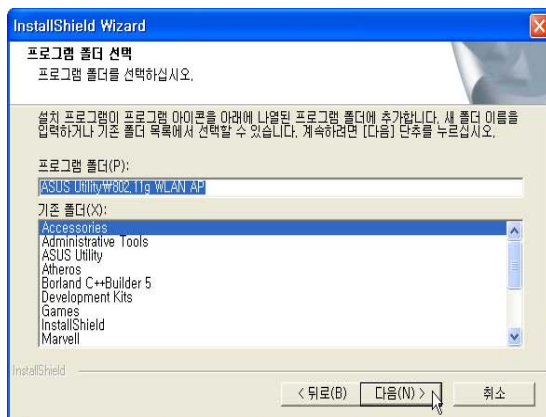 InstallShield Wizard
프로그램 폴더 선택
프로그램 폴더를 선택하십시오.
설치 프로그램이 프로그램 아이콘을 아래에 나열된 프로그램 폴더에 추가합니다. 새 폴더 이름을
입력하거나 기존 폴더 목록에서 선택할 수 있습니다. 계속하려면 [다음] 단추를 누르십시오.
프로그램 폴더(P):
ASUS Utility₩802.11g WLAN AP
기존 폴더(X):
Accessories
Administrative Tools
ASUS Utility
Atheros
Borland C++Builder 5
Development Kits
Games
InstallShield
Marvell
InstallShield
< 뒤로(B)
다음(N) >
취소